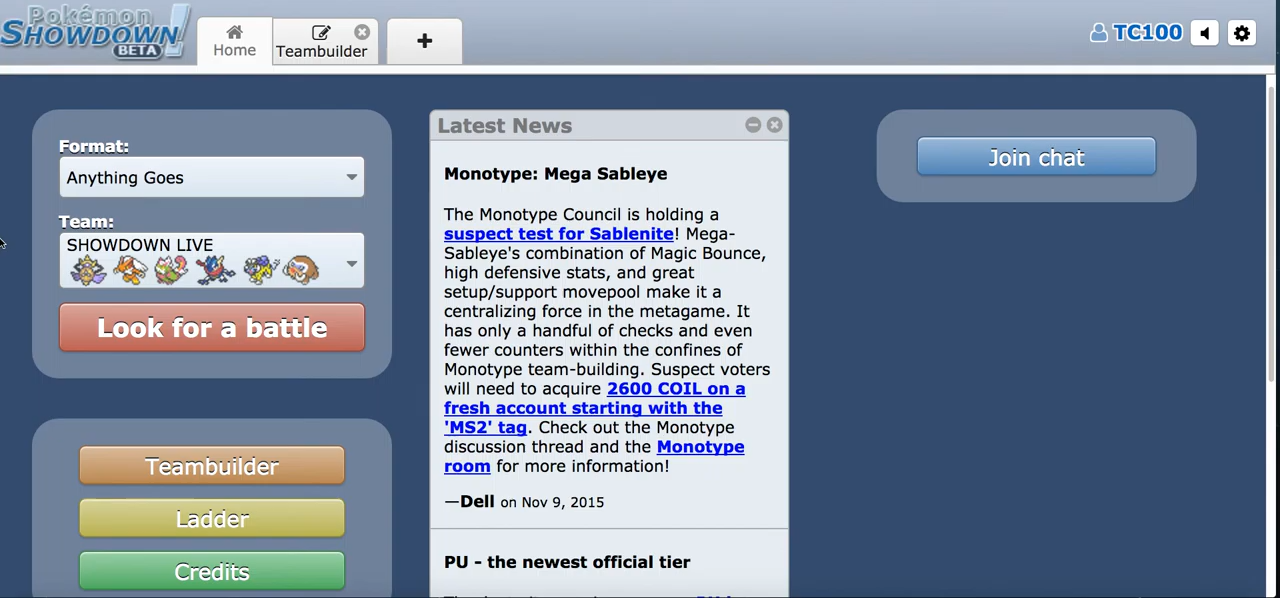 Pokémon
SHOWDOWN!
BETA
Home
Teambuilder
+
TC100
Format:
Anything Goes
Team:
SHOWDOWN LIVE
Look for a battle
Teambuilder
Ladder
Credits
Latest News
Monotype: Mega Sableye
The Monotype Council is holding a
suspect test for Sablenite! Mega-
Sableye's combination of Magic Bounce,
high defensive stats, and great
setup/support movepool make it a
centralizing force in the metagame. It
has only a handful of checks and even
fewer counters within the confines of
Monotype team-building. Suspect voters
will need to acquire 2600 COIL on a
fresh account starting with the
'MS2' tag. Check out the Monotype
discussion thread and the Monotype
room for more information!
—Dell on Nov 9, 2015
PU - the newest official tier
Join chat